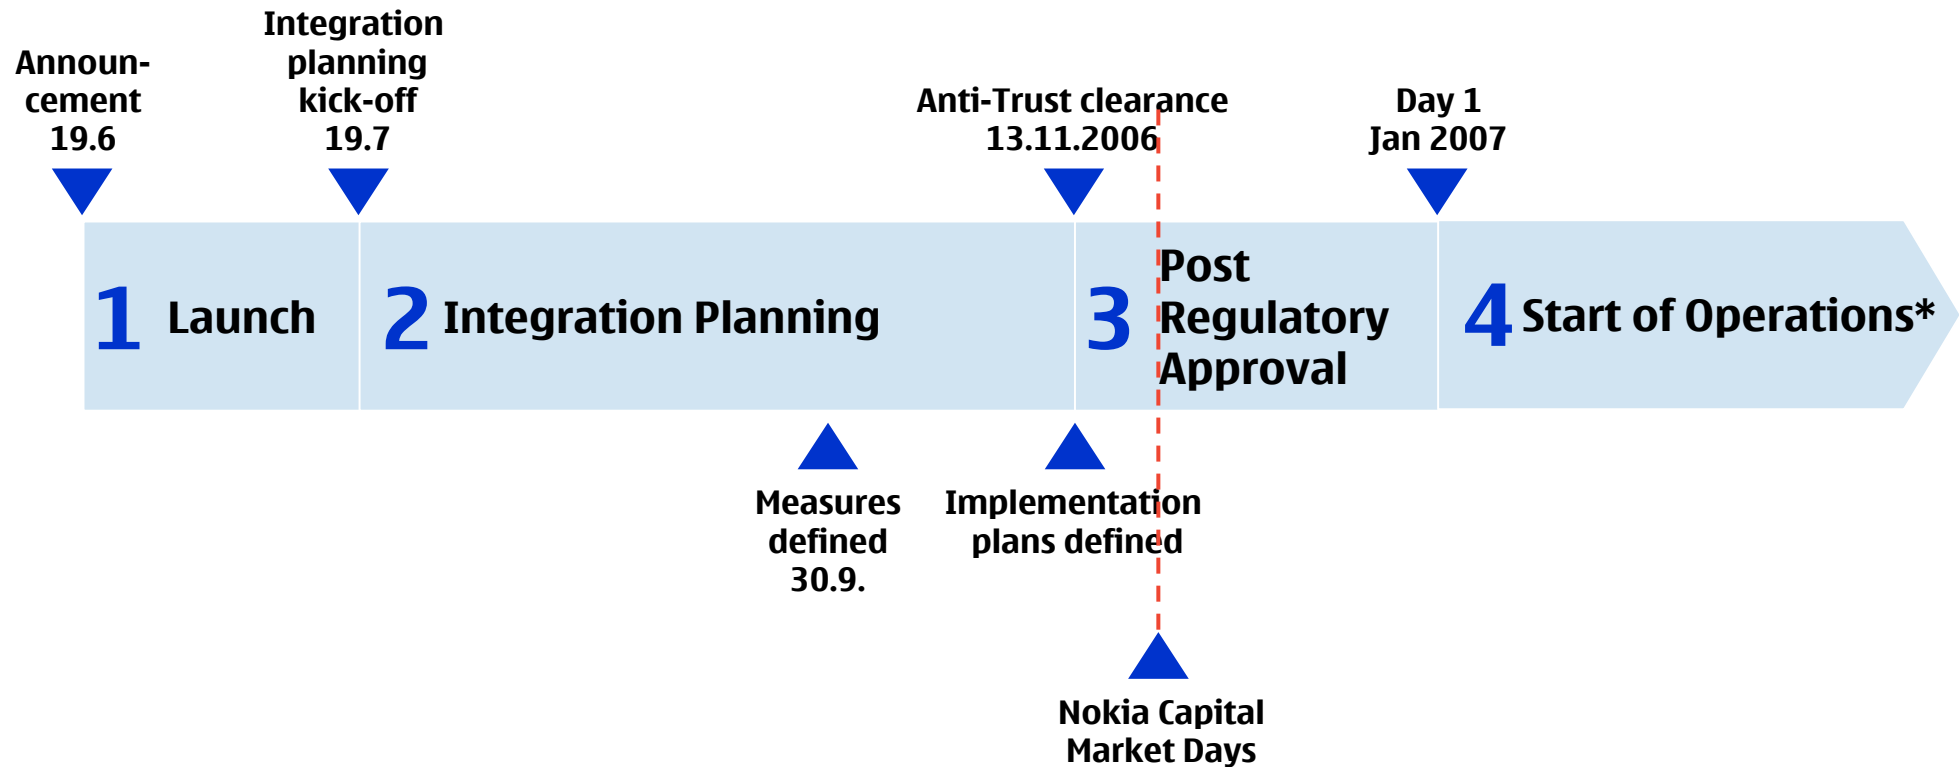 Announ-
cement
19.6
Integration
planning
kick-off
19.7
Anti-Trust clearance
13.11.2006
Day 1
Jan 2007
1 Launch
2 Integration Planning
3
Post
Regulatory
Approval
4 Start of Operations*
Measures
defined
30.9.
Implementation
plans defined
Nokia Capital
Market Days